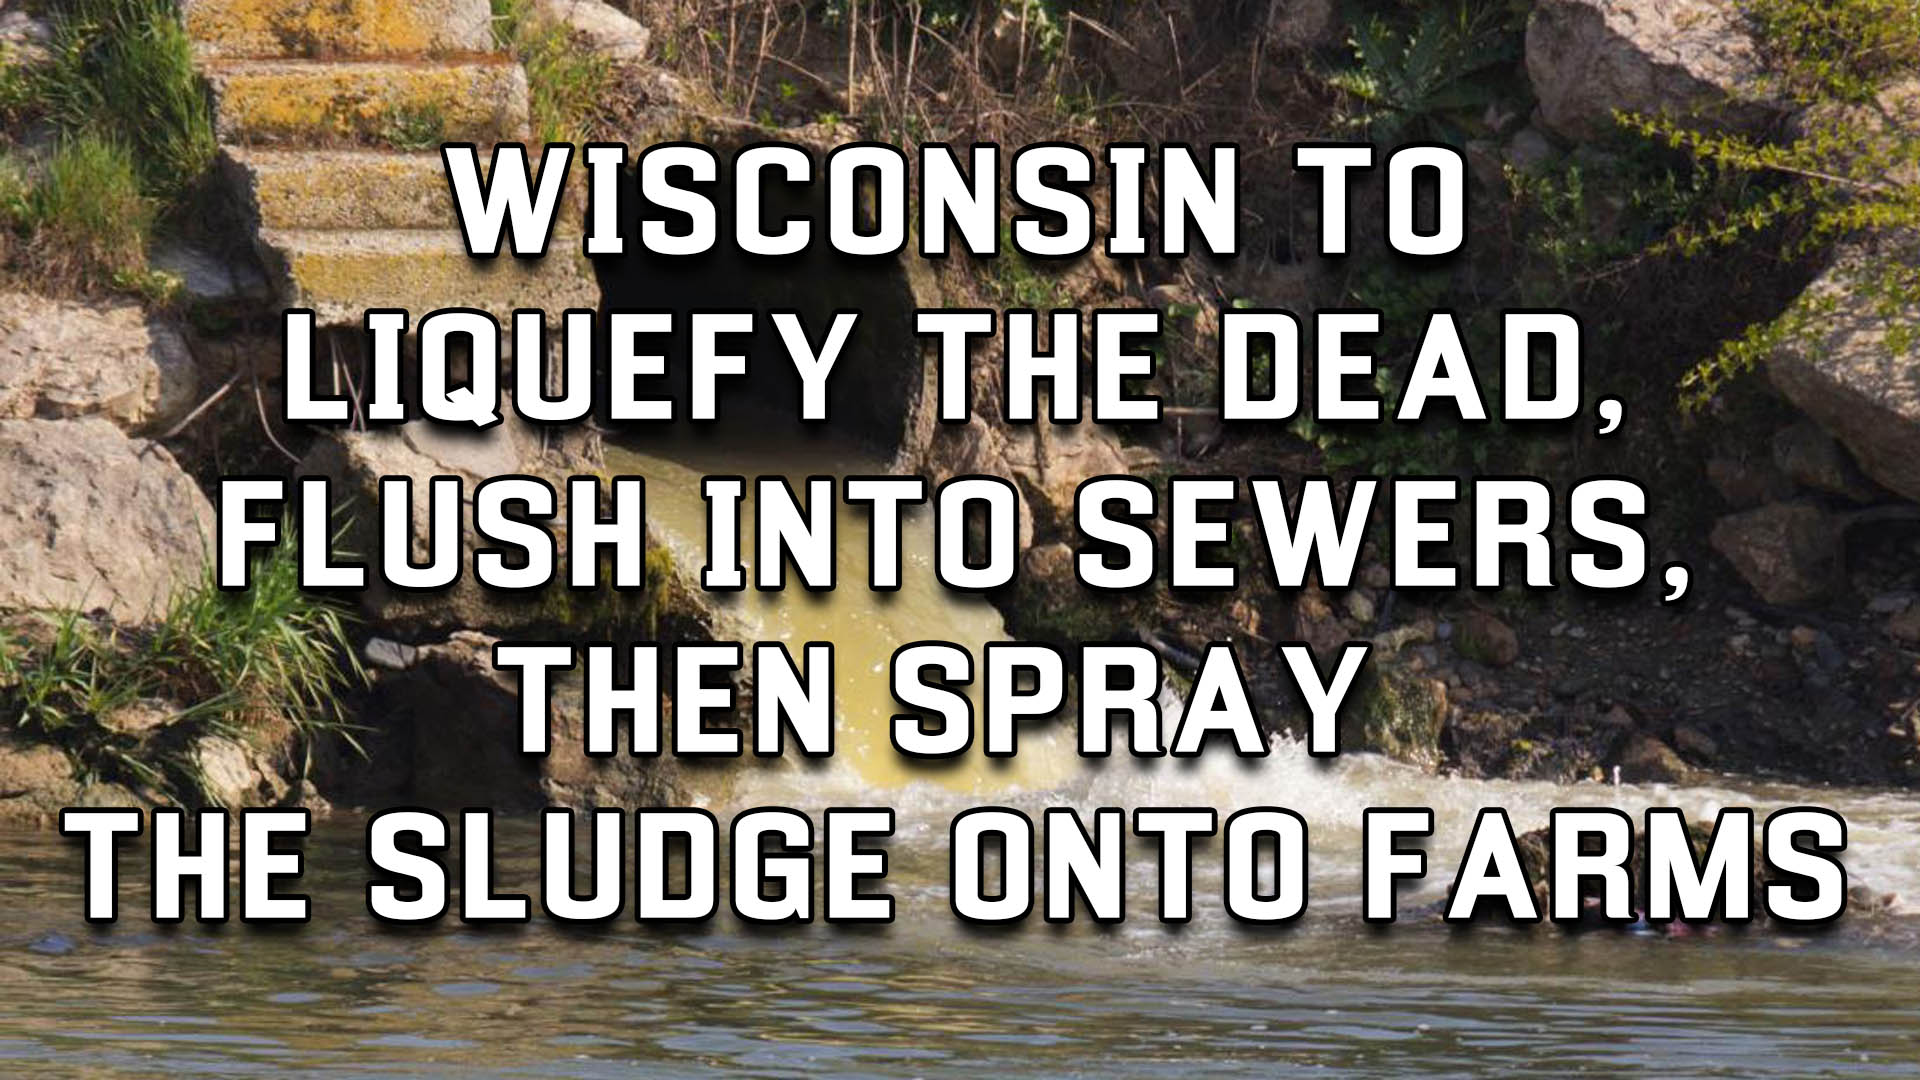 WISCONSIN TO
LIQUEFY THE DEAD,
FLUSH INTO SEWERS,
THEN SPRAY
THE SLUDGE ONTO FARMS